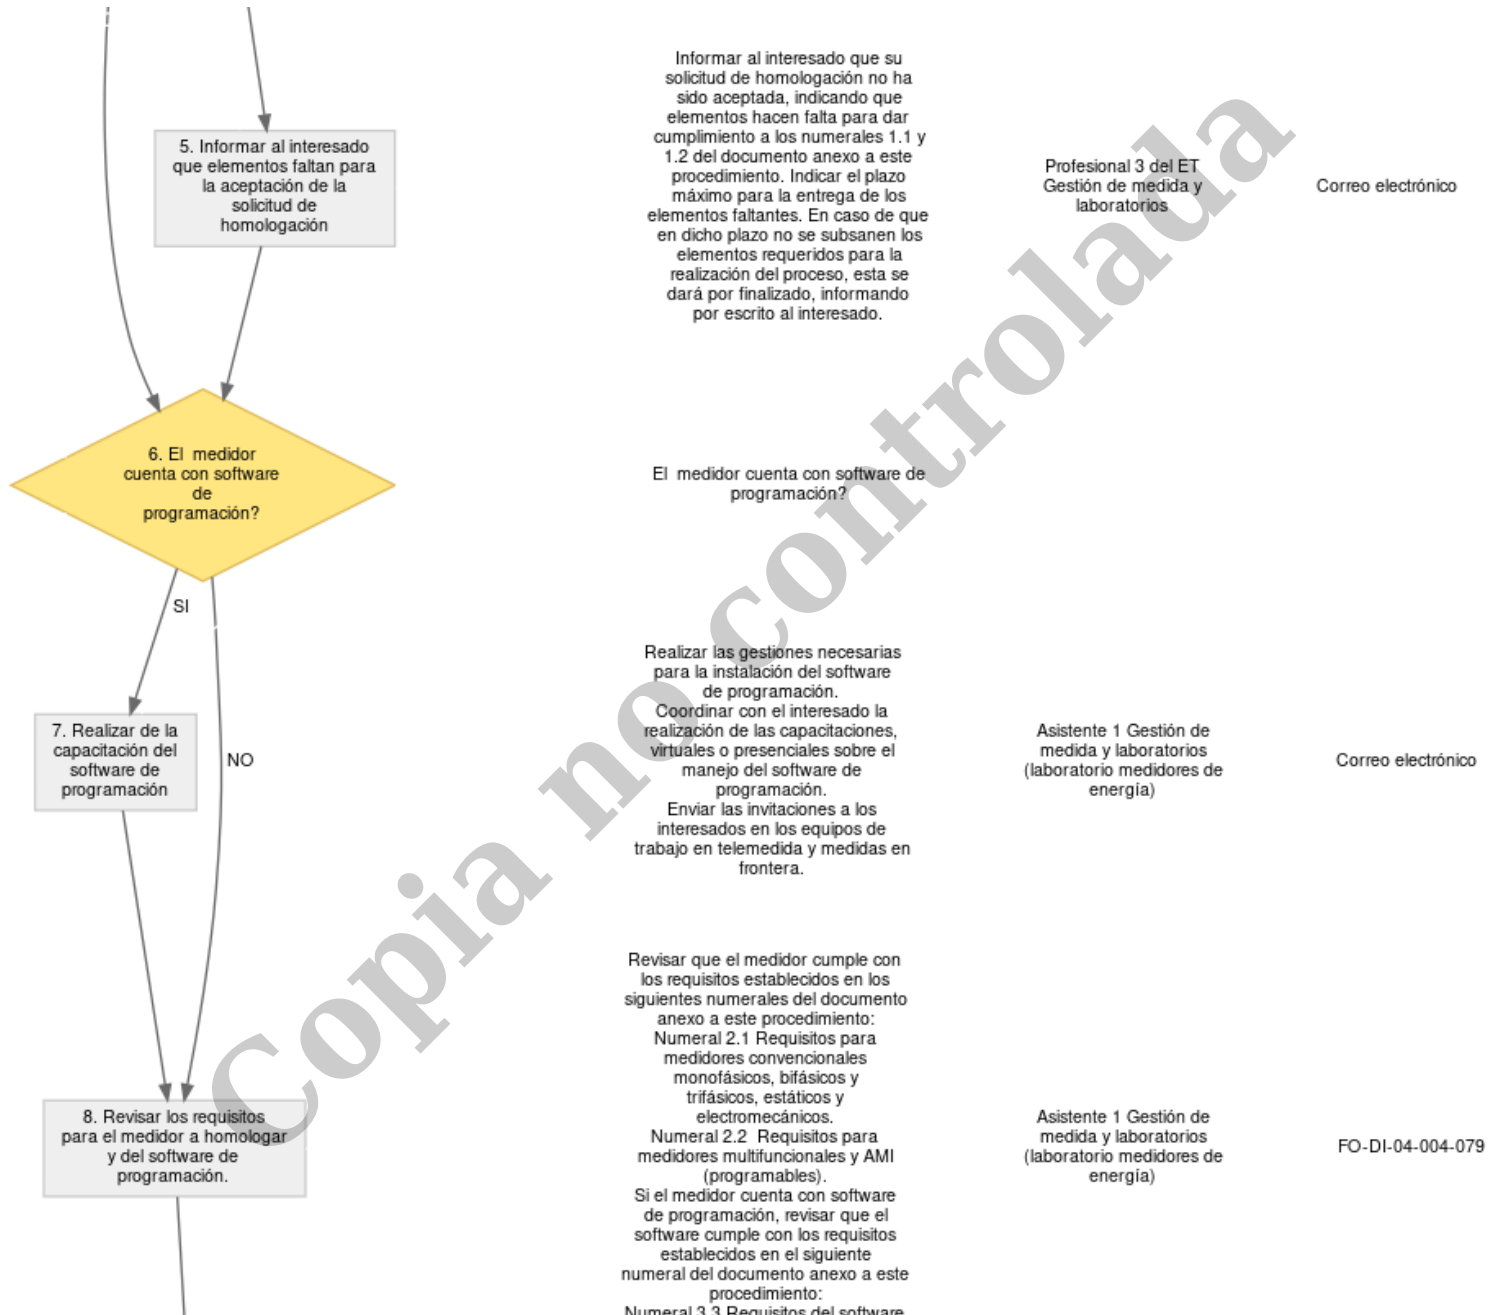 5. Informar al interesado
que elementos faltan para
la aceptación de la
solicitud de
homologación
Informar al interesado que su
solicitud de homologación no ha
sido aceptada, indicando que
elementos hacen falta para dar
cumplimiento a los numerales 1.1 y
1.2 del documento anexo a este
procedimiento. Indicar el plazo
máximo para la entrega de los
elementos faltantes. En caso de que
en dicho plazo no se subsanen los
elementos requeridos para la
realización del proceso, esta se
dará por finalizado, informando
por escrito al interesado.
Profesional 3 del ET
Gestión de medida y
laboratorios
Correo electrónico
6. El  medidor
cuenta con software
de
programación?
El  medidor cuenta con software de
programación?
SI
NO
7. Realizar de la
capacitación del
software de
programación
Realizar las gestiones necesarias
para la instalación del software
de programación.
Coordinar con el interesado la
realización de las capacitaciones,
virtuales o presenciales sobre el
manejo del software de
programación.
Enviar las invitaciones a los
interesados en los equipos de
trabajo en telemedida y medidas en
frontera.
Asistente 1 Gestión de
medida y laboratorios
(laboratorio medidores de
energía)
Correo electrónico
8. Revisar los requisitos
para el medidor a homologar
y del software de
programación.
Revisar que el medidor cumple con
los requisitos establecidos en los
siguientes numerales del documento
anexo a este procedimiento:
Numeral 2.1 Requisitos para
medidores convencionales
monofásicos, bifásicos y
trifásicos, estáticos y
electromecánicos.
Numeral 2.2  Requisitos para
medidores multifuncionales y AMI
(programables).
Si el medidor cuenta con software
de programación, revisar que el
software cumple con los requisitos
establecidos en el siguiente
numeral del documento anexo a este
procedimiento:
Numeral 3.3 Requisitos del software
Asistente 1 Gestión de
medida y laboratorios
(laboratorio medidores de
energía)
FO-DI-04-004-079
Copia no controlada